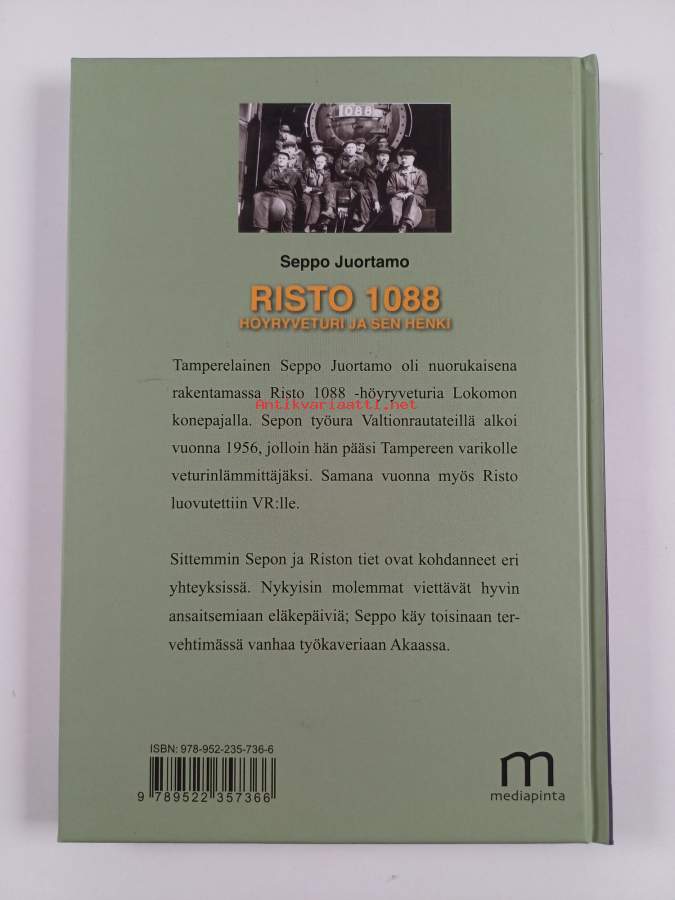 1088
Seppo Juortamo
RISTO 1088
HÖYRYVETURI JA SEN HENKI
Tamperelainen Seppo Juortamo oli nuorukaisena
rakentamassa Risto 1088 -höyryveturia Lokomon
Antikvariaatti.net
konepajalla. Sepon työura Valtionrautateillä alkoi
vuonna 1956, jolloin hän pääsi Tampereen varikolle
veturinlämmittäjäksi. Samana vuonna myös Risto
luovutettiin VR:lle.
Sittemmin Sepon ja Riston tiet ovat kohdanneet eri
yhteyksissä. Nykyisin molemmat viettävät hyvin
ansaitsemiaan eläkepäiviä; Seppo käy toisinaan ter-
vehtimässä vanhaa työkaveriaan Akaassa.
ISBN: 978-952-235-736-6
9 789522 357366
m
mediapinta